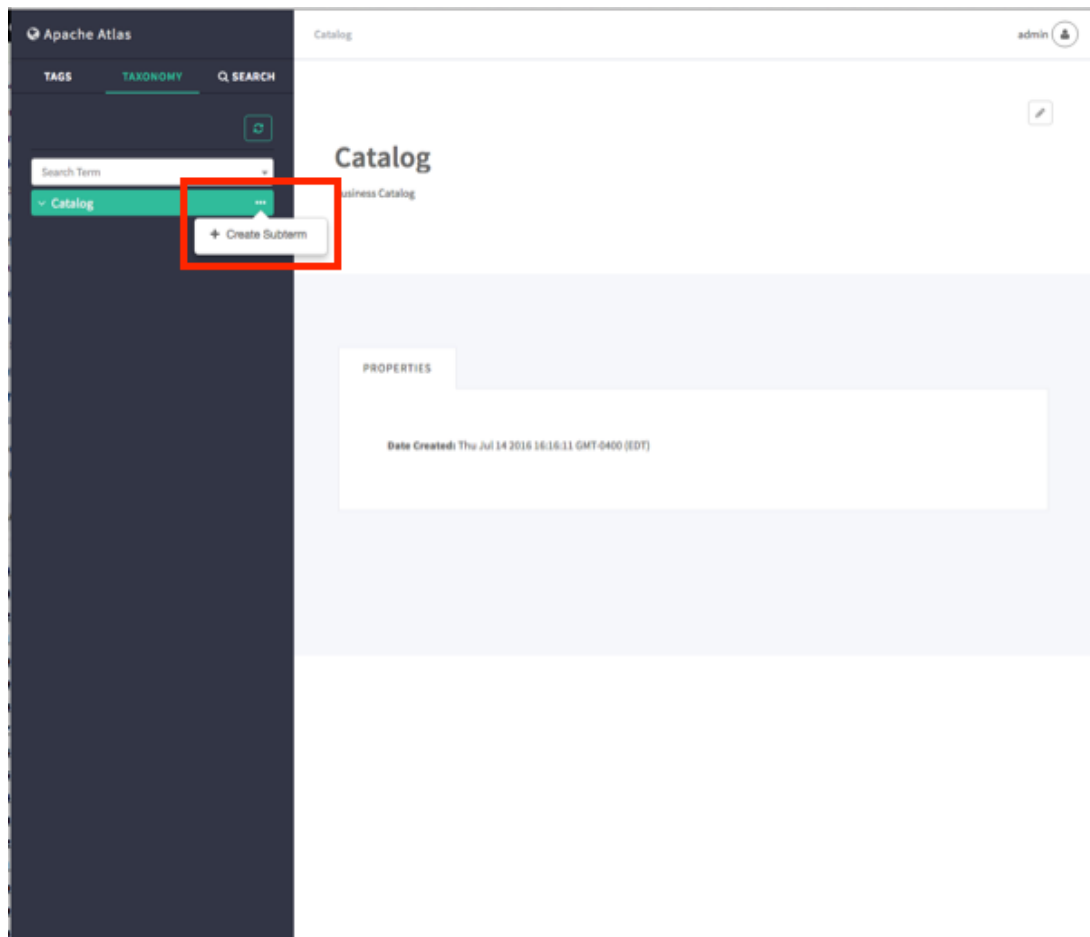 Apache Atlas
Catalog
admin
TAGS TAXONOMY SEARCH
Search Term
Catalog
Catalog
Business Catalog
+ Create Subterm
PROPERTIES
Date Created: Thu Jul 14 2016 16:16:11 GMT-0400 (EDT)